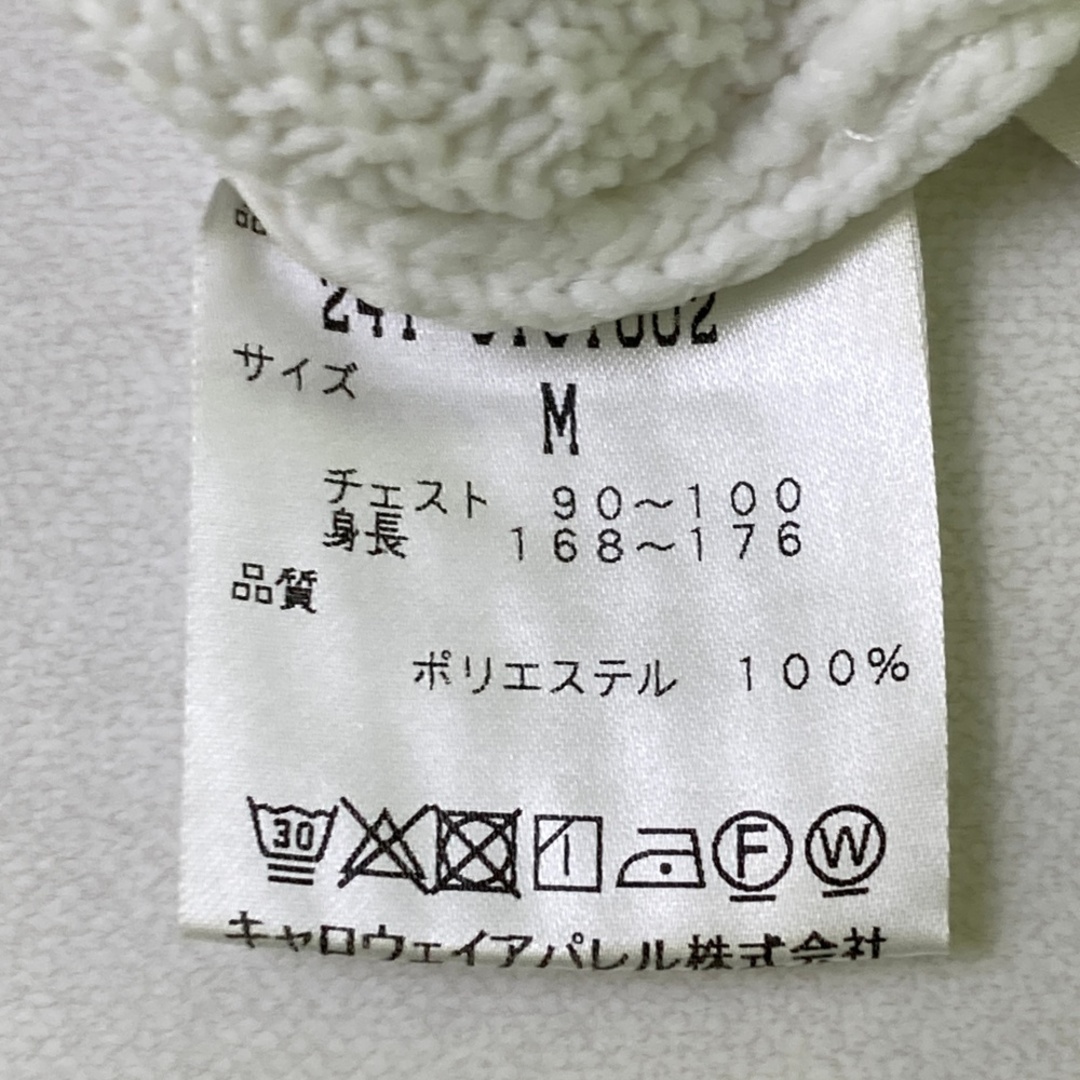 サイズ
M
チェスト 90～100
身長 168～176
品質
ポリエステル 100%
30 F W
キャロウェイアパレル株式会社